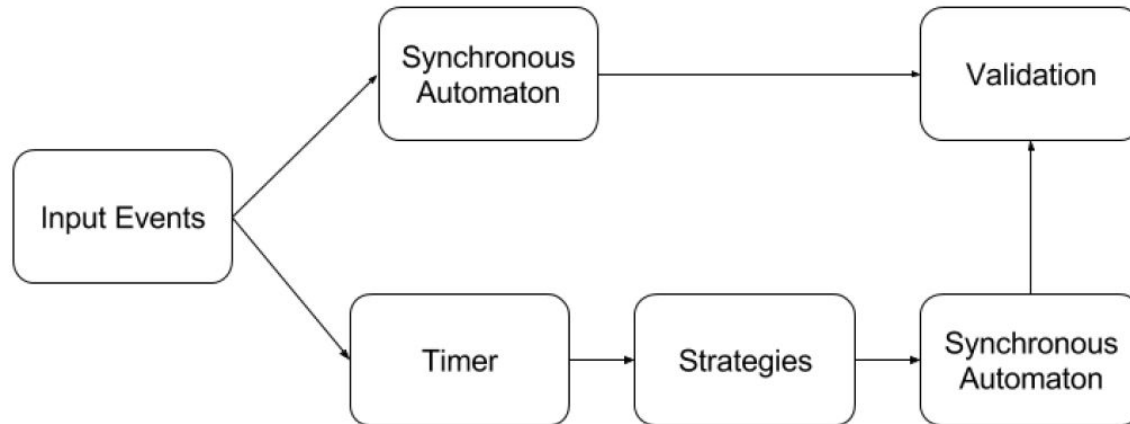 Synchronous
Automaton
Validation
Input Events
Timer
Strategies
Synchronous
Automaton